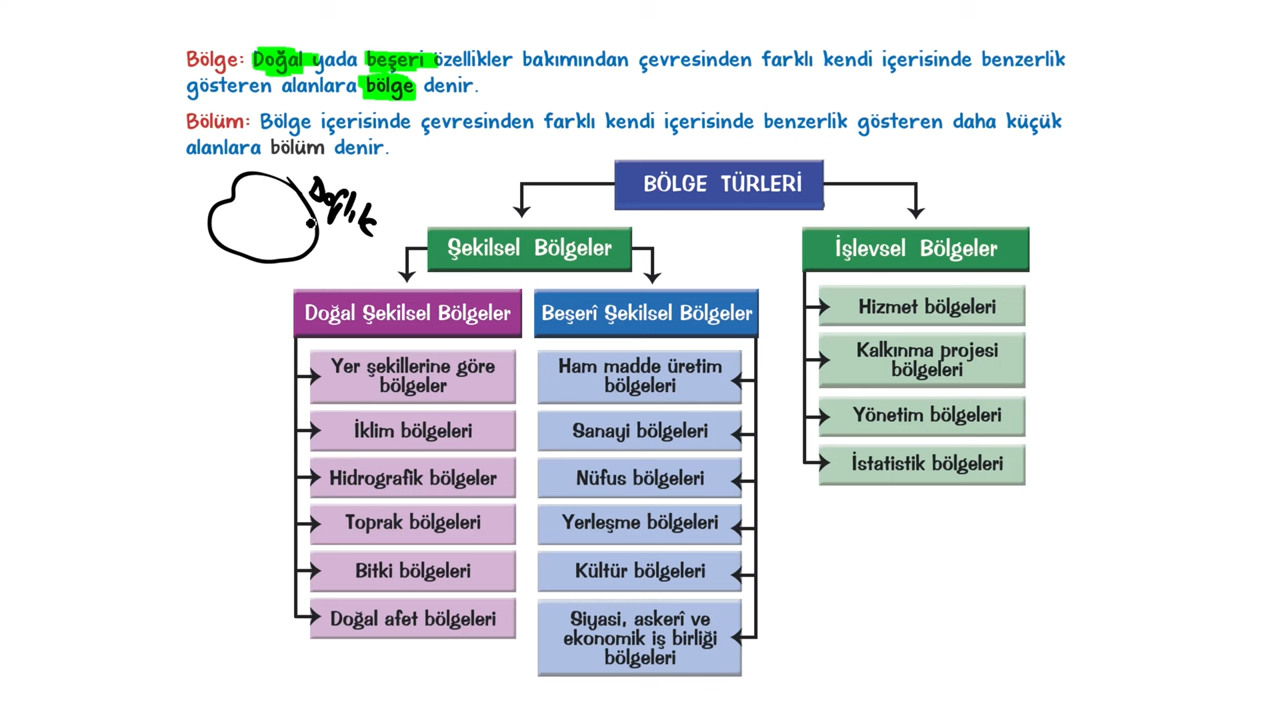 Bölge: Doğal yada beşeri özellikler bakımından çevresinden farklı kendi içerisinde benzerlik
gösteren alanlara bölge denir.
Bölüm: Bölge içerisinde çevresinden farklı kendi içerisinde benzerlik gösteren daha küçük
alanlara bölüm denir.
Dağlık
BÖLGE TÜRLERİ
Şekilsel Bölgeler
İşlevsel Bölgeler
Doğal Şekilsel Bölgeler
Yer şekillerine göre
bölgeler
İklim bölgeleri
Hidrografik bölgeler
Toprak bölgeleri
Bitki bölgeleri
Doğal afet bölgeleri
Beşerî Şekilsel Bölgeler
Ham madde üretim
bölgeleri
Sanayi bölgeleri
Nüfus bölgeleri
Yerleşme bölgeleri
Kültür bölgeleri
Siyasi, askerî ve
ekonomik iş birliği
bölgeleri
Hizmet bölgeleri
Kalkınma projesi
bölgeleri
Yönetim bölgeleri
İstatistik bölgeleri